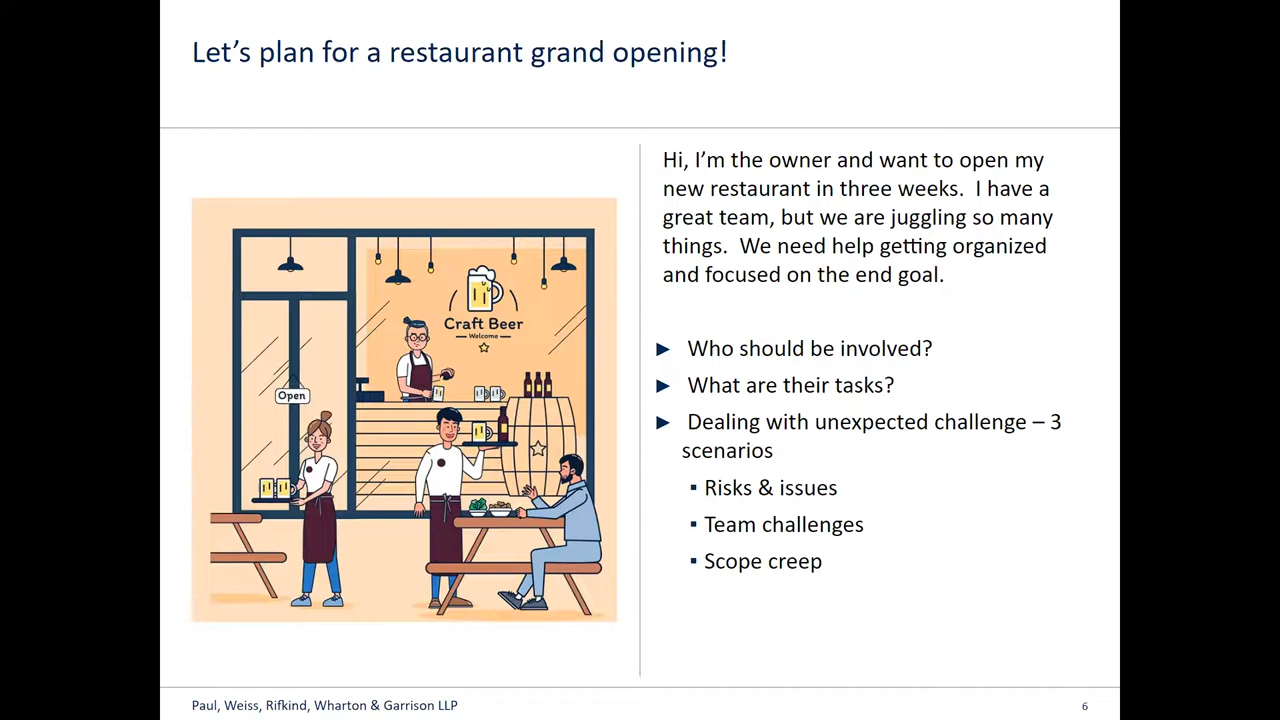 Let's plan for a restaurant grand opening!
Hi, I'm the owner and want to open my
new restaurant in three weeks.  I have a
great team, but we are juggling so many
things.  We need help getting organized
and focused on the end goal.
Craft Beer
Welcome
Open
► Who should be involved?
► What are their tasks?
► Dealing with unexpected challenge – 3
scenarios
▪ Risks & issues
▪ Team challenges
▪ Scope creep
Paul, Weiss, Rifkind, Wharton & Garrison LLP
6